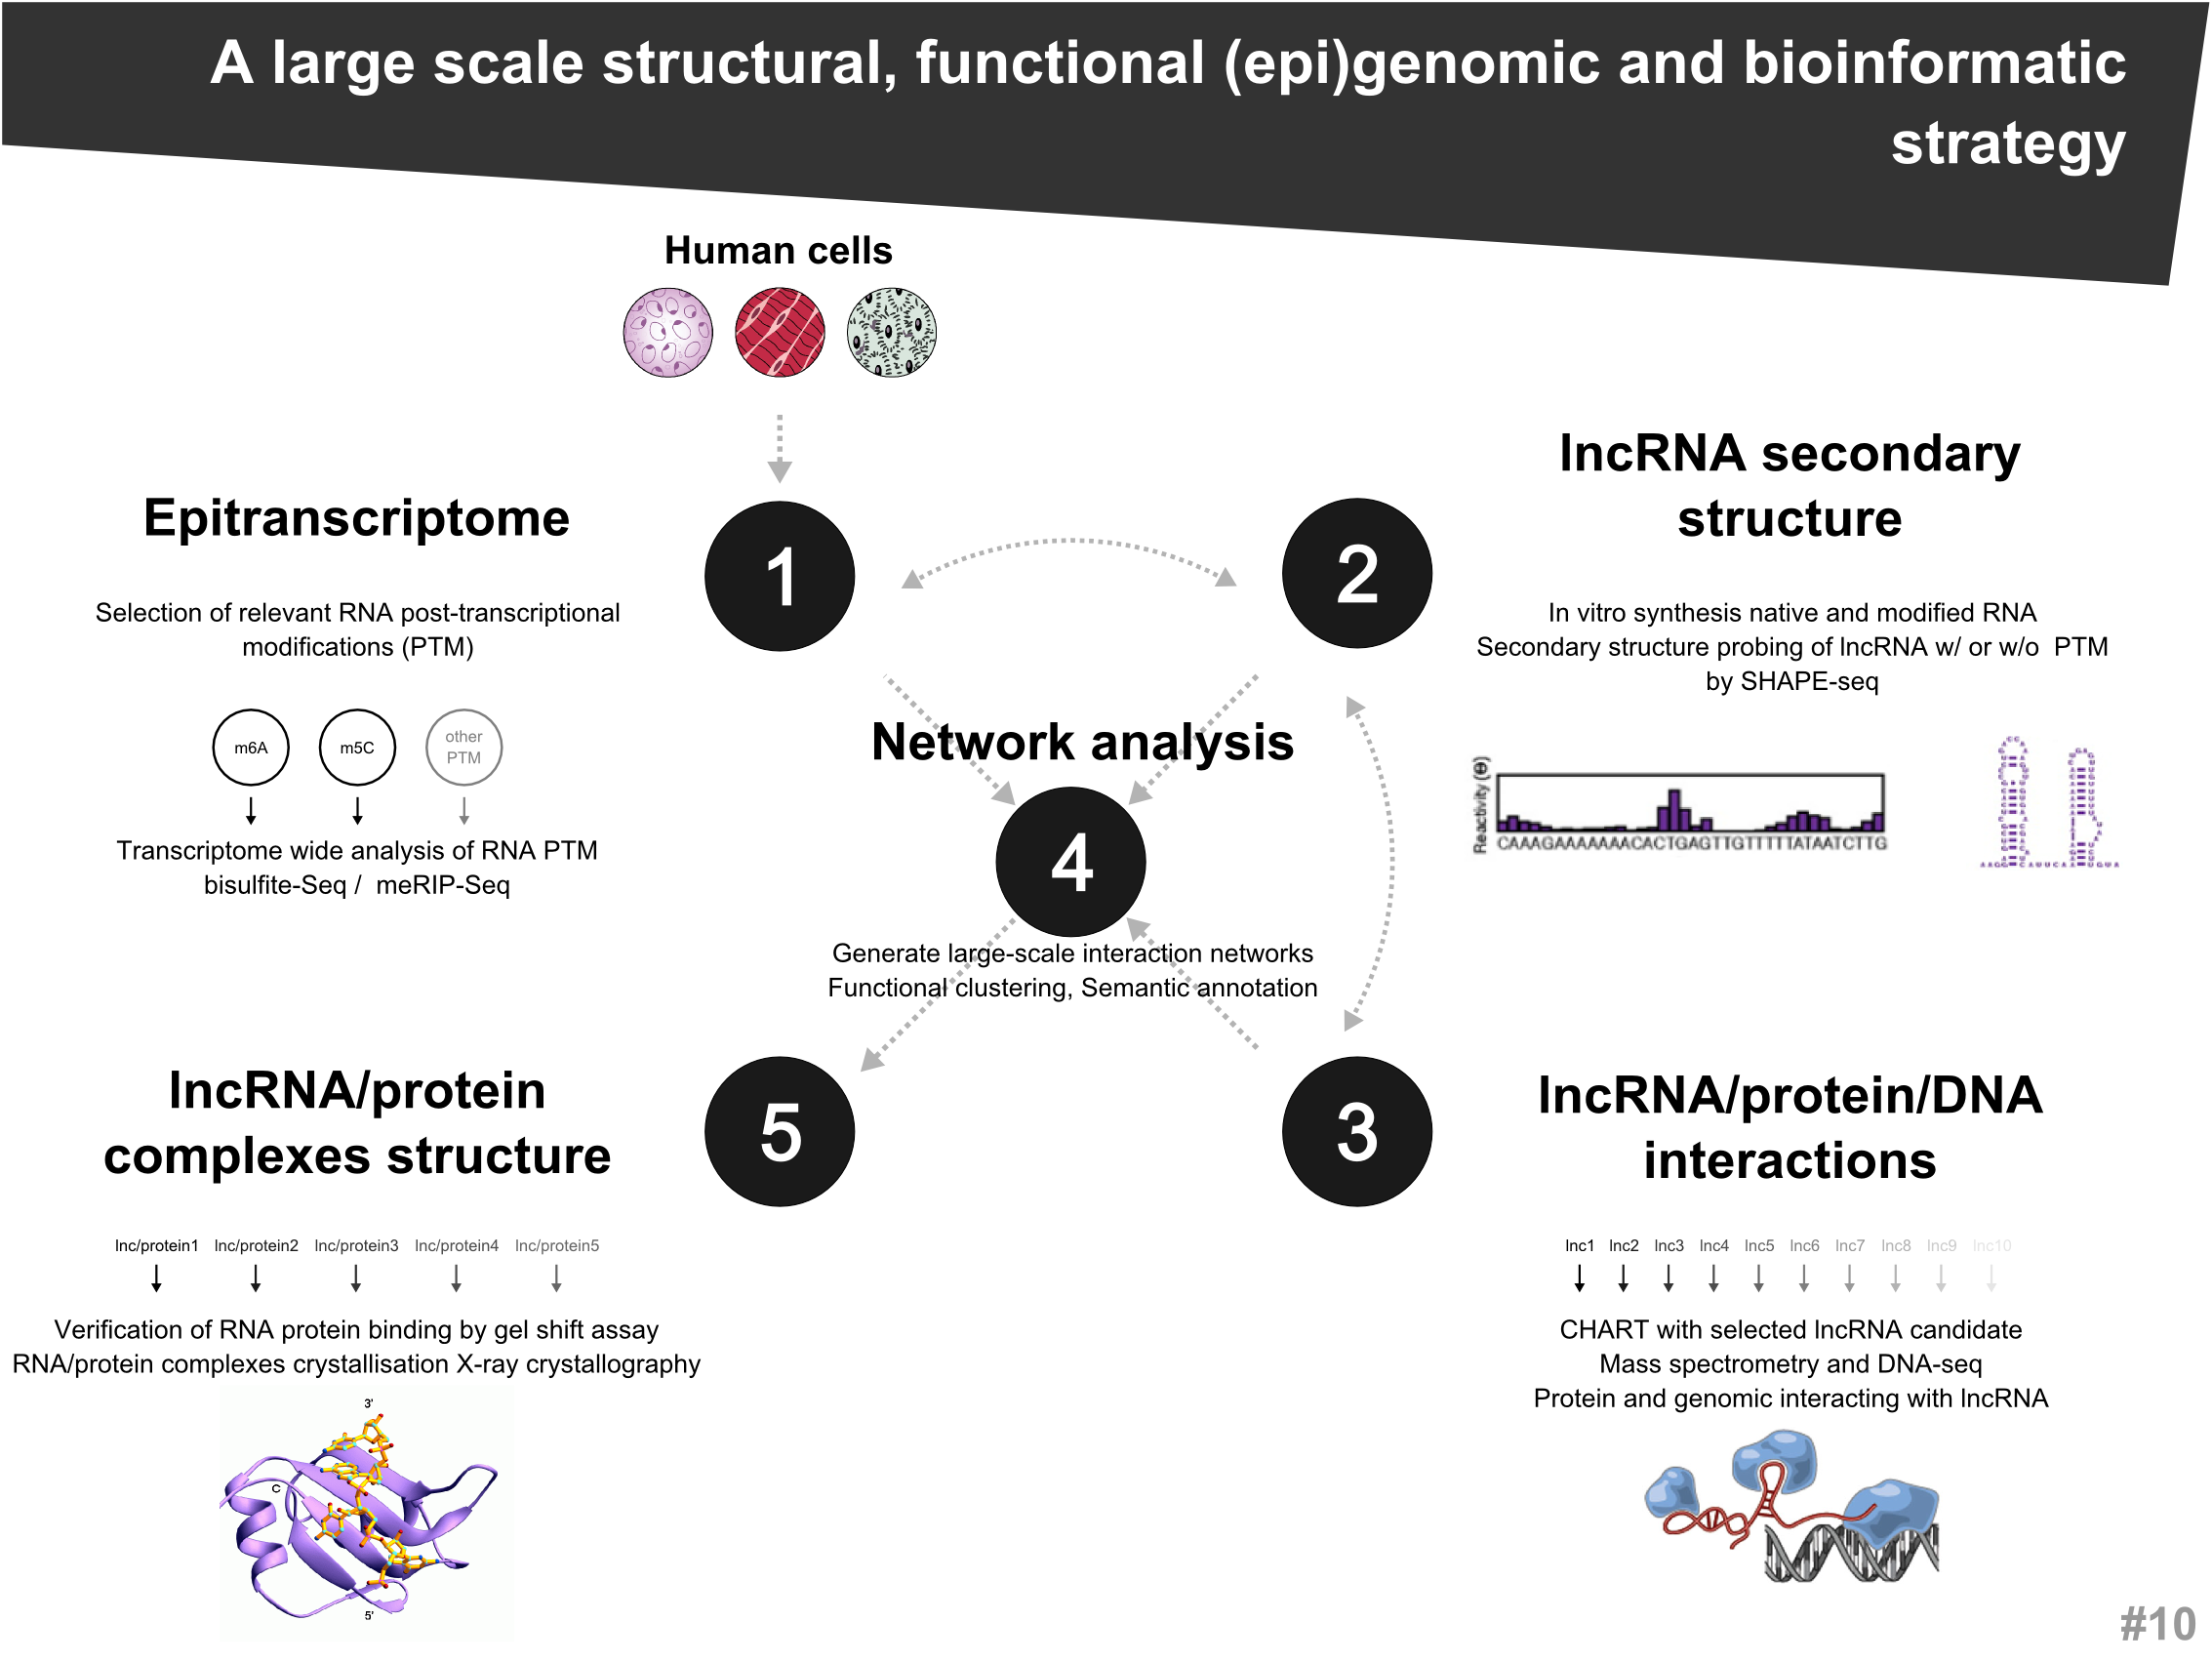 A large scale structural, functional (epi)genomic and bioinformatic
strategy
Human cells
Epitranscriptome
Selection of relevant RNA post-transcriptional
modifications (PTM)
m6A
m5C
other
PTM
Transcriptome wide analysis of RNA PTM
bisulfite-Seq / meRIP-Seq
1
2
lncRNA secondary
structure
In vitro synthesis native and modified RNA
Secondary structure probing of lncRNA w/ or w/o PTM
by SHAPE-seq
Reactivity (Θ)
CAAAGAAAAAAACACTGAGTTGTTTTTATAATCTTG
Network analysis
4
Generate large-scale interaction networks
Functional clustering, Semantic annotation
lncRNA/protein
complexes structure
5
3
lncRNA/protein/DNA
interactions
lnc/protein1 lnc/protein2 lnc/protein3 lnc/protein4 lnc/protein5
Verification of RNA protein binding by gel shift assay
RNA/protein complexes crystallisation X-ray crystallography
3'
C
5'
lnc1 lnc2 lnc3 lnc4 lnc5 lnc6 lnc7 lnc8 lnc9 lnc10
CHART with selected lncRNA candidate
Mass spectrometry and DNA-seq
Protein and genomic interacting with lncRNA
#10